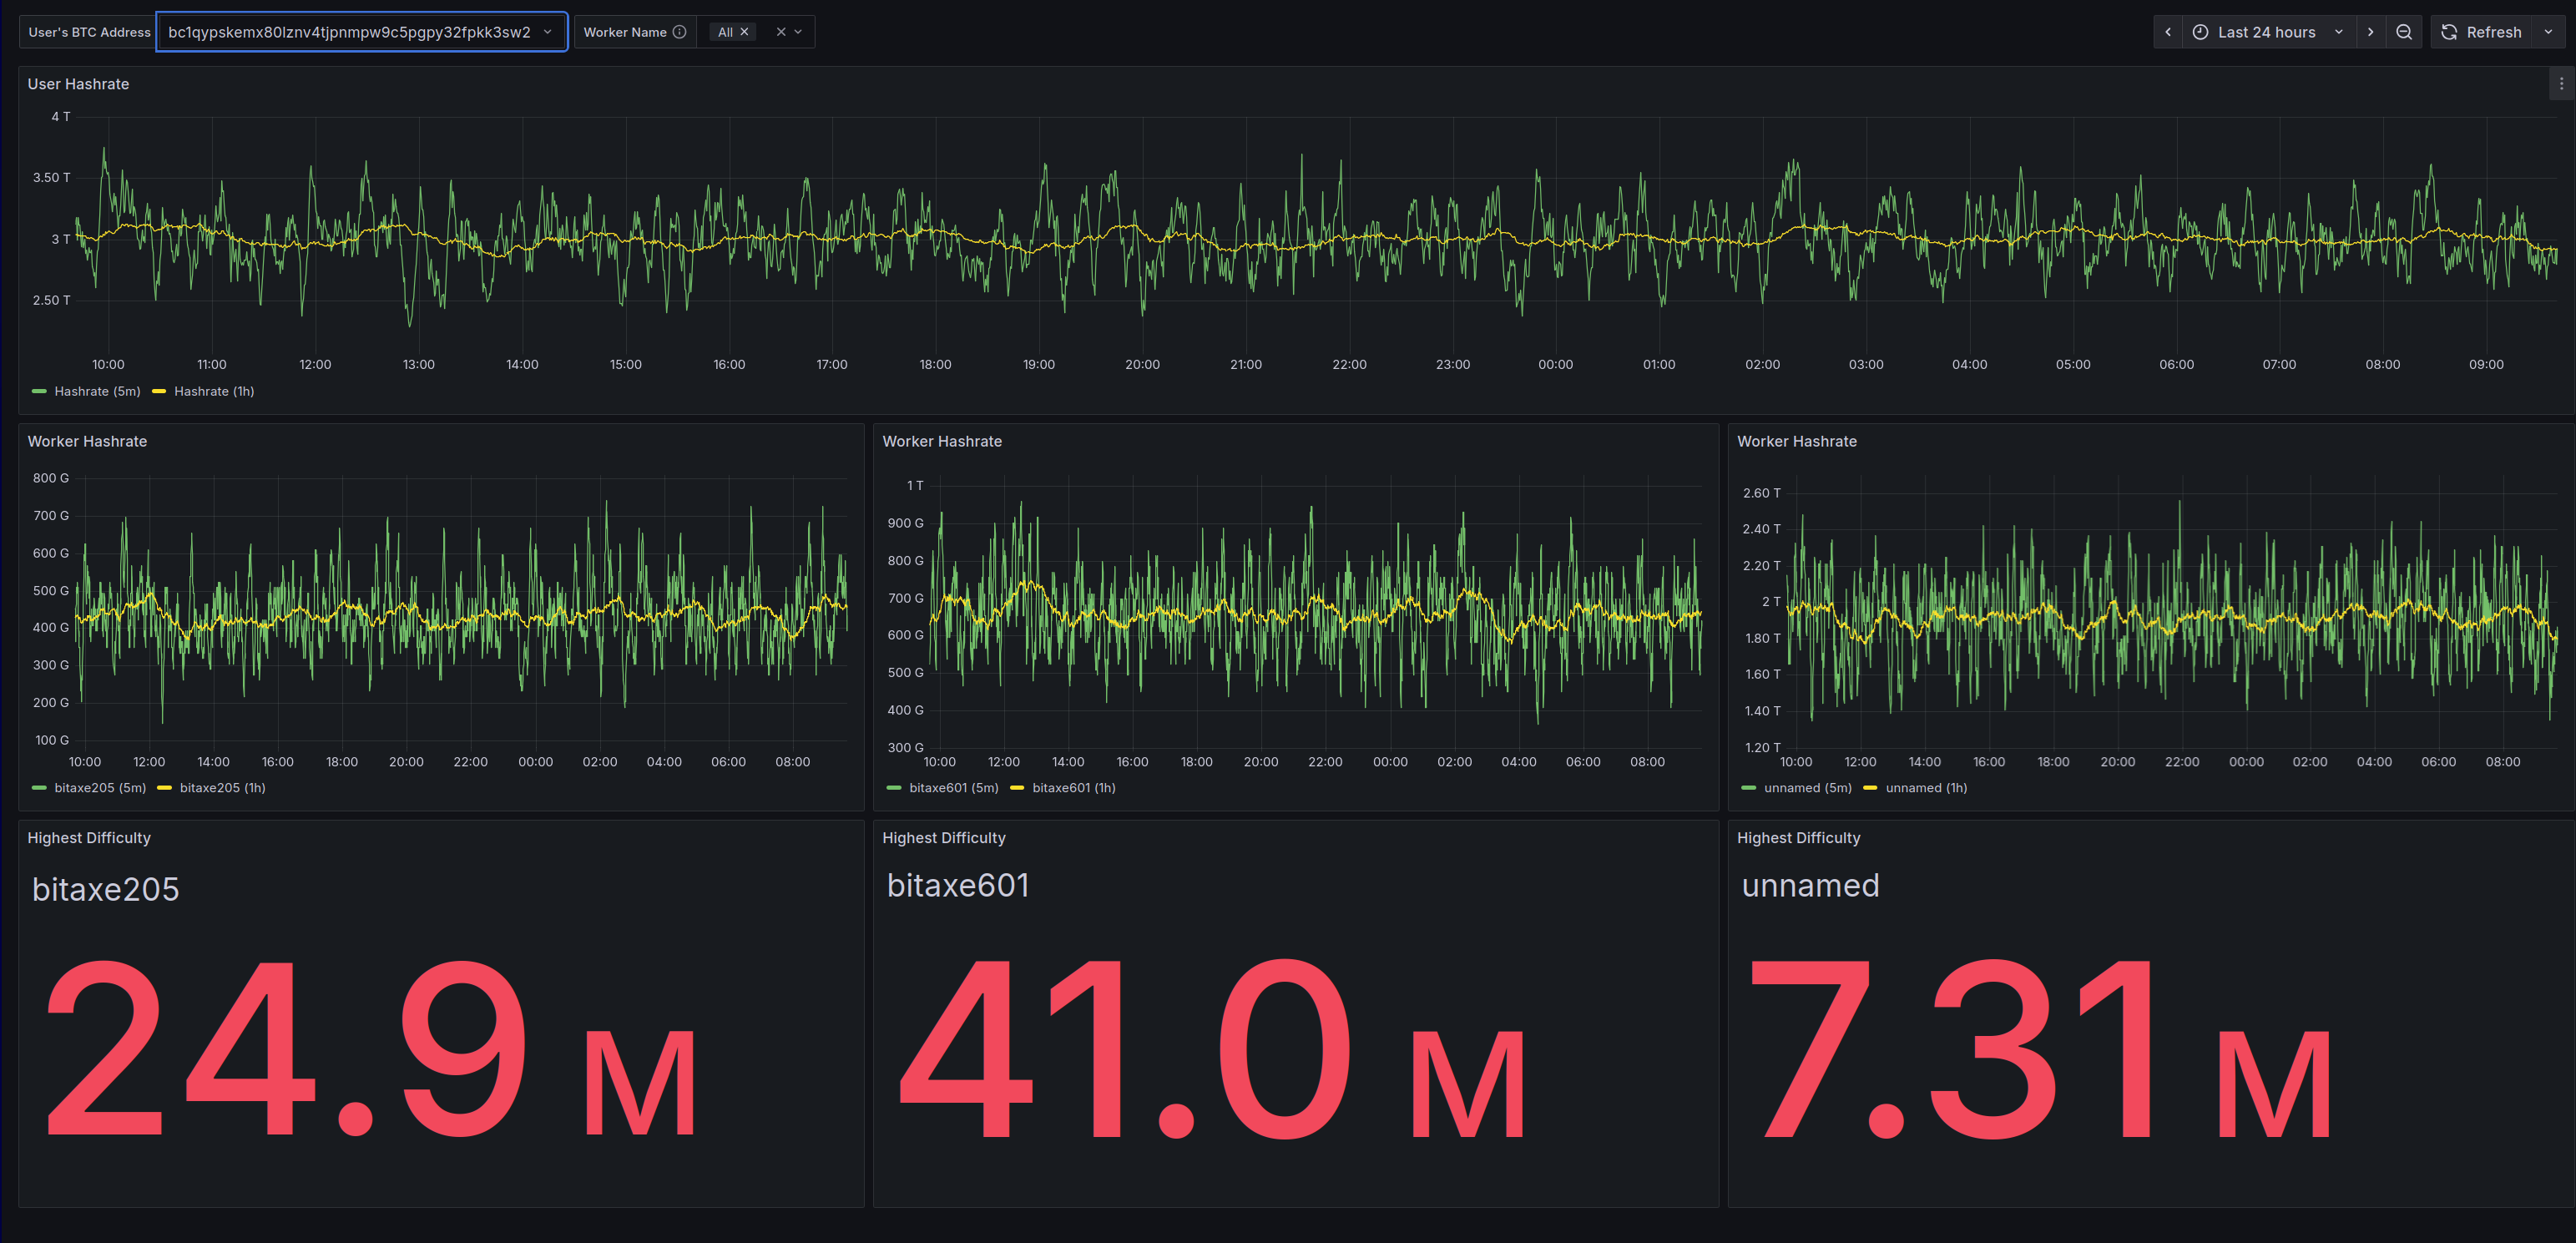 User's BTC Address bc1qypskemx80lznv4tjpnmpw9c5pgpy32fpkk3sw2 Worker Name All Last 24 hours Refresh
User Hashrate
4 T
3.50 T
3 T
2.50 T
10:00 11:00 12:00 13:00 14:00 15:00 16:00 17:00 18:00 19:00 20:00 21:00 22:00 23:00 00:00 01:00 02:00 03:00 04:00 05:00 06:00 07:00 08:00 09:00
Hashrate (5m) Hashrate (1h)
Worker Hashrate
800 G
700 G
600 G
500 G
400 G
300 G
200 G
100 G
10:00 12:00 14:00 16:00 18:00 20:00 22:00 00:00 02:00 04:00 06:00 08:00
bitaxe205 (5m) bitaxe205 (1h)
Worker Hashrate
1 T
900 G
800 G
700 G
600 G
500 G
400 G
300 G
10:00 12:00 14:00 16:00 18:00 20:00 22:00 00:00 02:00 04:00 06:00 08:00
bitaxe601 (5m) bitaxe601 (1h)
Worker Hashrate
2.60 T
2.40 T
2.20 T
2 T
1.80 T
1.60 T
1.40 T
1.20 T
10:00 12:00 14:00 16:00 18:00 20:00 22:00 00:00 02:00 04:00 06:00 08:00
unnamed (5m) unnamed (1h)
Highest Difficulty
bitaxe205
24.9 M
Highest Difficulty
bitaxe601
41.0 M
Highest Difficulty
unnamed
7.31 M